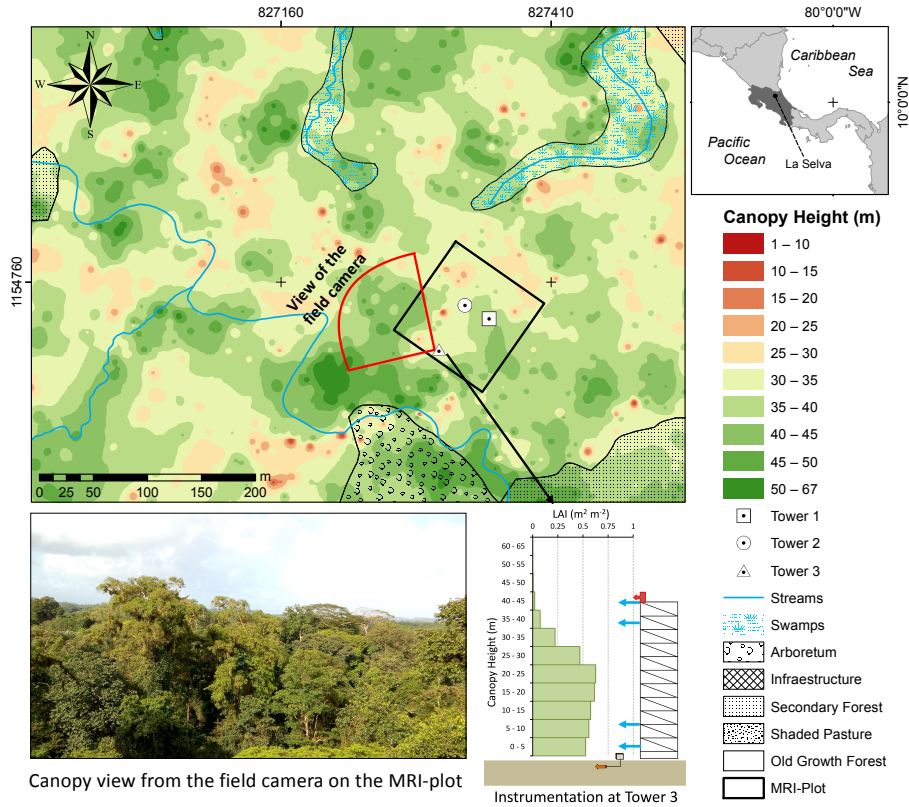 827160
827410
80°0'0"W
N
W
E
S
1154760
View of the
field camera
0 25 50 100 150 200
m
Caribbean
Sea
Pacific
Ocean
La Selva
10°0'0"N
Canopy Height (m)
1 – 10
10 – 15
15 – 20
20 – 25
25 – 30
30 – 35
35 – 40
40 – 45
45 – 50
50 – 67
Tower 1
Tower 2
Tower 3
Streams
Swamps
Arboretum
Infraestructure
Secondary Forest
Shaded Pasture
Old Growth Forest
MRI-Plot
Canopy view from the field camera on the MRI-plot
LAI (m² m⁻²)
0 0.25 0.5 0.75 1
Canopy Height (m)
60 - 65
55 - 60
50 - 55
45 - 50
40 - 45
35 - 40
30 - 35
25 - 30
20 - 25
15 - 20
10 - 15
5 - 10
0 - 5
Instrumentation at Tower 3